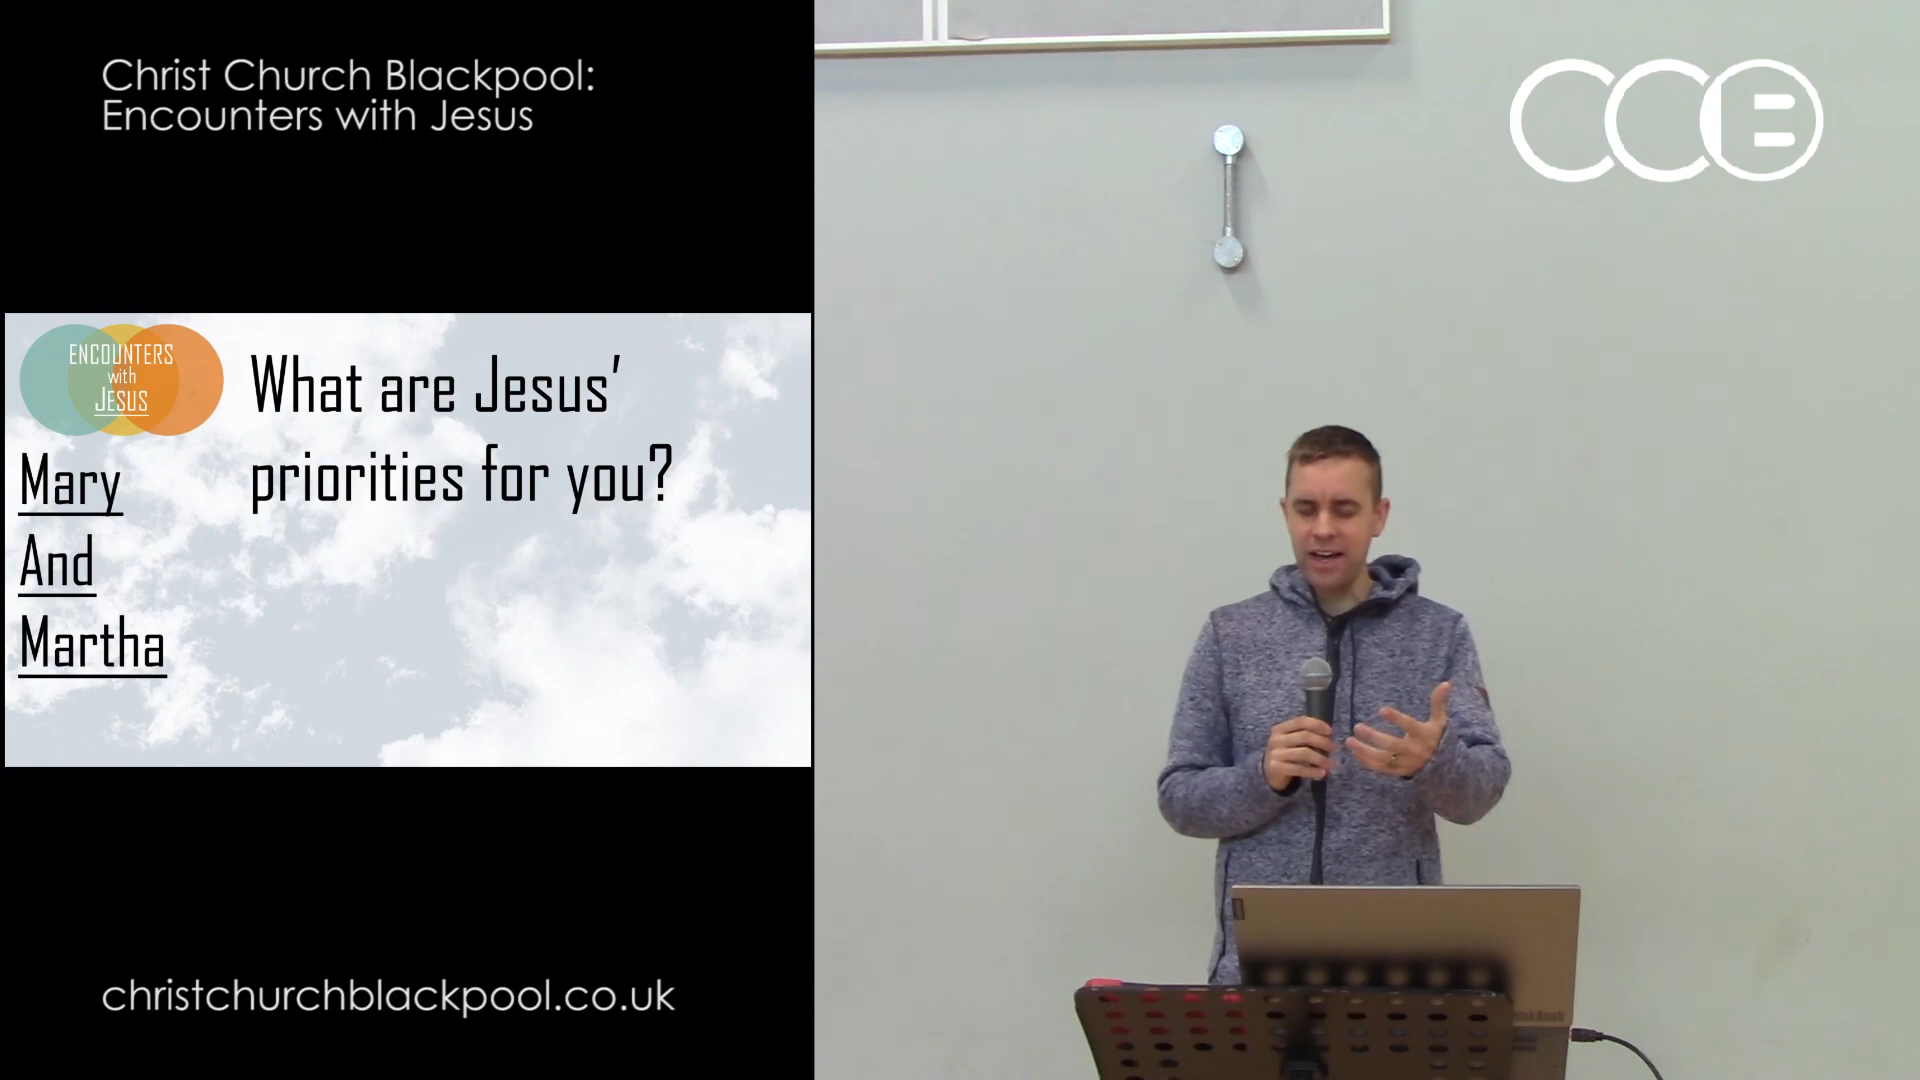 Christ Church Blackpool:
Encounters with Jesus
ENCOUNTERS
with
JESUS
What are Jesus’
priorities for you?
Mary
And
Martha
christchurchblackpool.co.uk
CCB